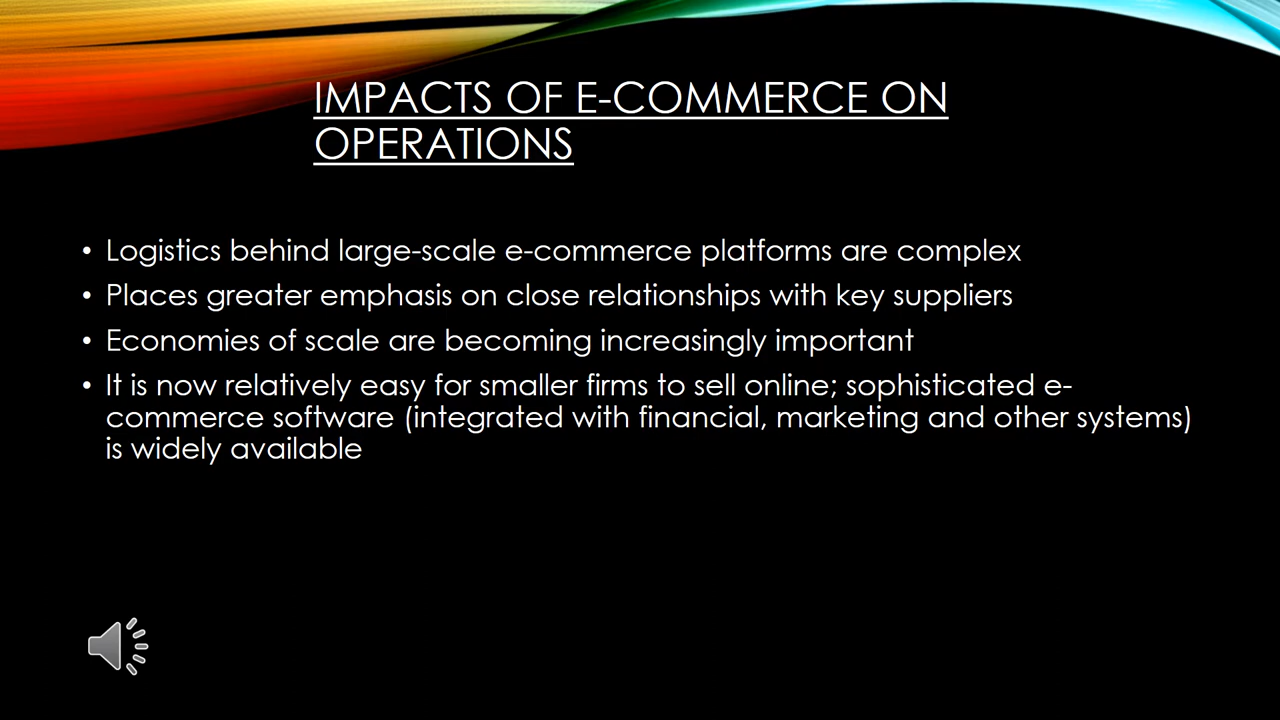 IMPACTS OF E-COMMERCE ON
OPERATIONS
• Logistics behind large-scale e-commerce platforms are complex
• Places greater emphasis on close relationships with key suppliers
• Economies of scale are becoming increasingly important
• It is now relatively easy for smaller firms to sell online; sophisticated e-
commerce software (integrated with financial, marketing and other systems)
is widely available